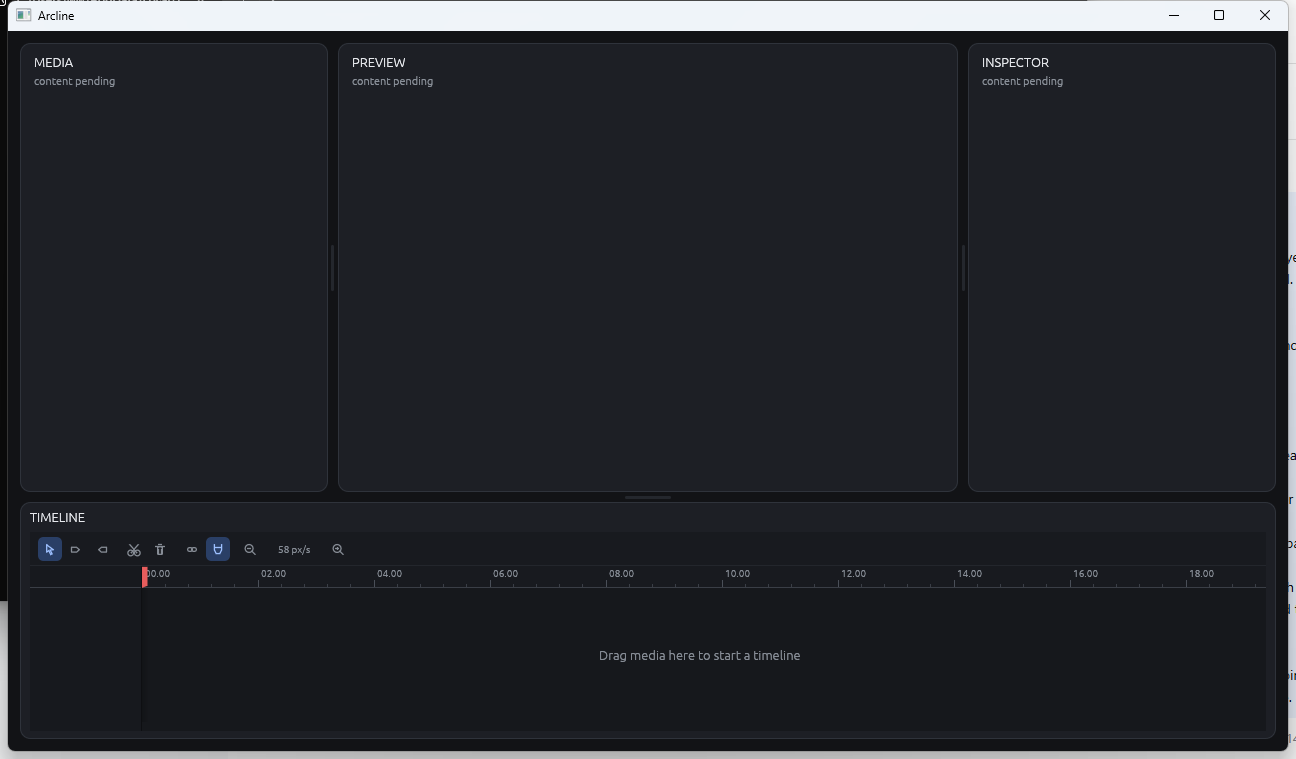 Arcline
MEDIA
content pending
PREVIEW
content pending
INSPECTOR
content pending
TIMELINE
58 px/s
00.00 02.00 04.00 06.00 08.00 10.00 12.00 14.00 16.00 18.00
Drag media here to start a timeline